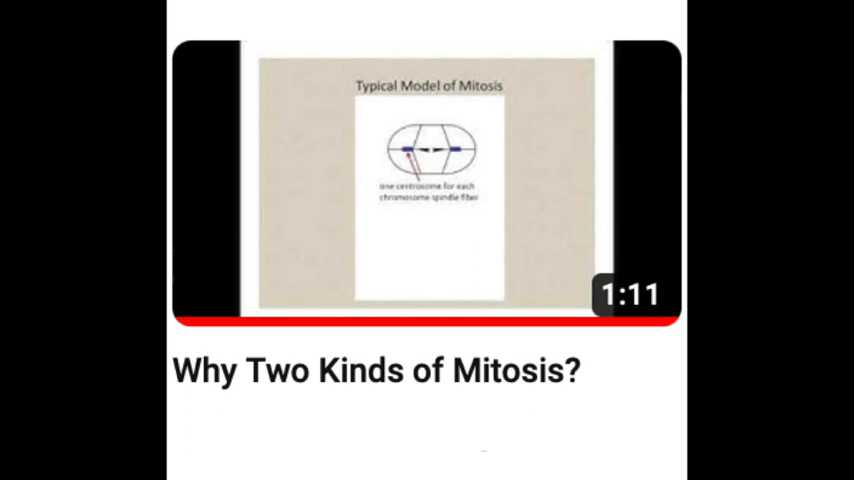 Typical Model of Mitosis
one centrosome for each
chromosome spindle fiber
1:11
Why Two Kinds of Mitosis?